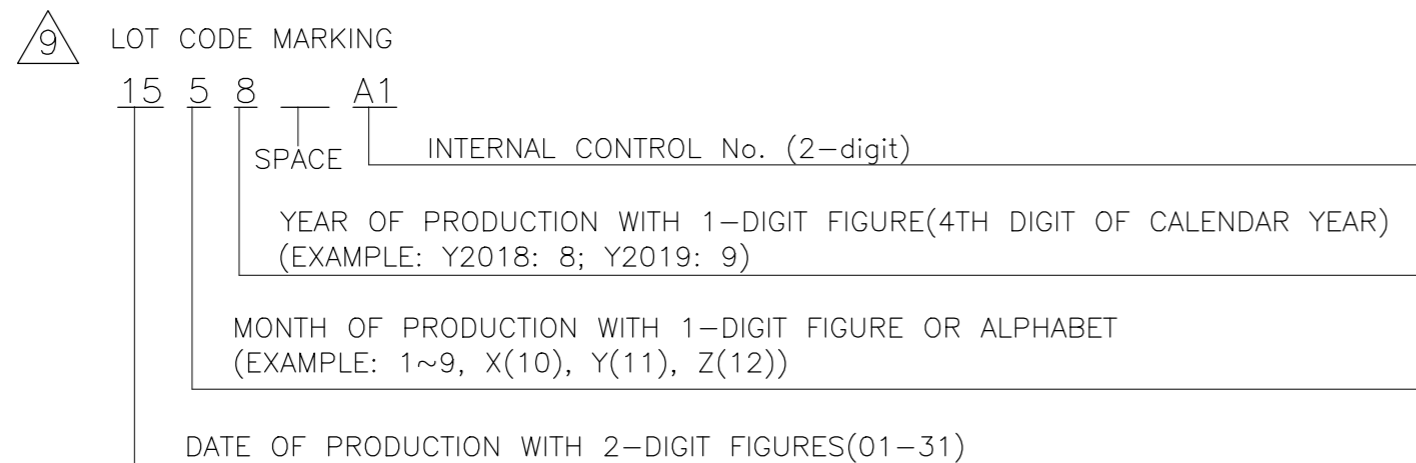 9 LOT CODE MARKING
15 5 8 __ A1
SPACE INTERNAL CONTROL No. (2-digit)
YEAR OF PRODUCTION WITH 1-DIGIT FIGURE(4TH DIGIT OF CALENDAR YEAR)
(EXAMPLE: Y2018: 8; Y2019: 9)
MONTH OF PRODUCTION WITH 1-DIGIT FIGURE OR ALPHABET
(EXAMPLE: 1~9, X(10), Y(11), Z(12))
DATE OF PRODUCTION WITH 2-DIGIT FIGURES(01-31)